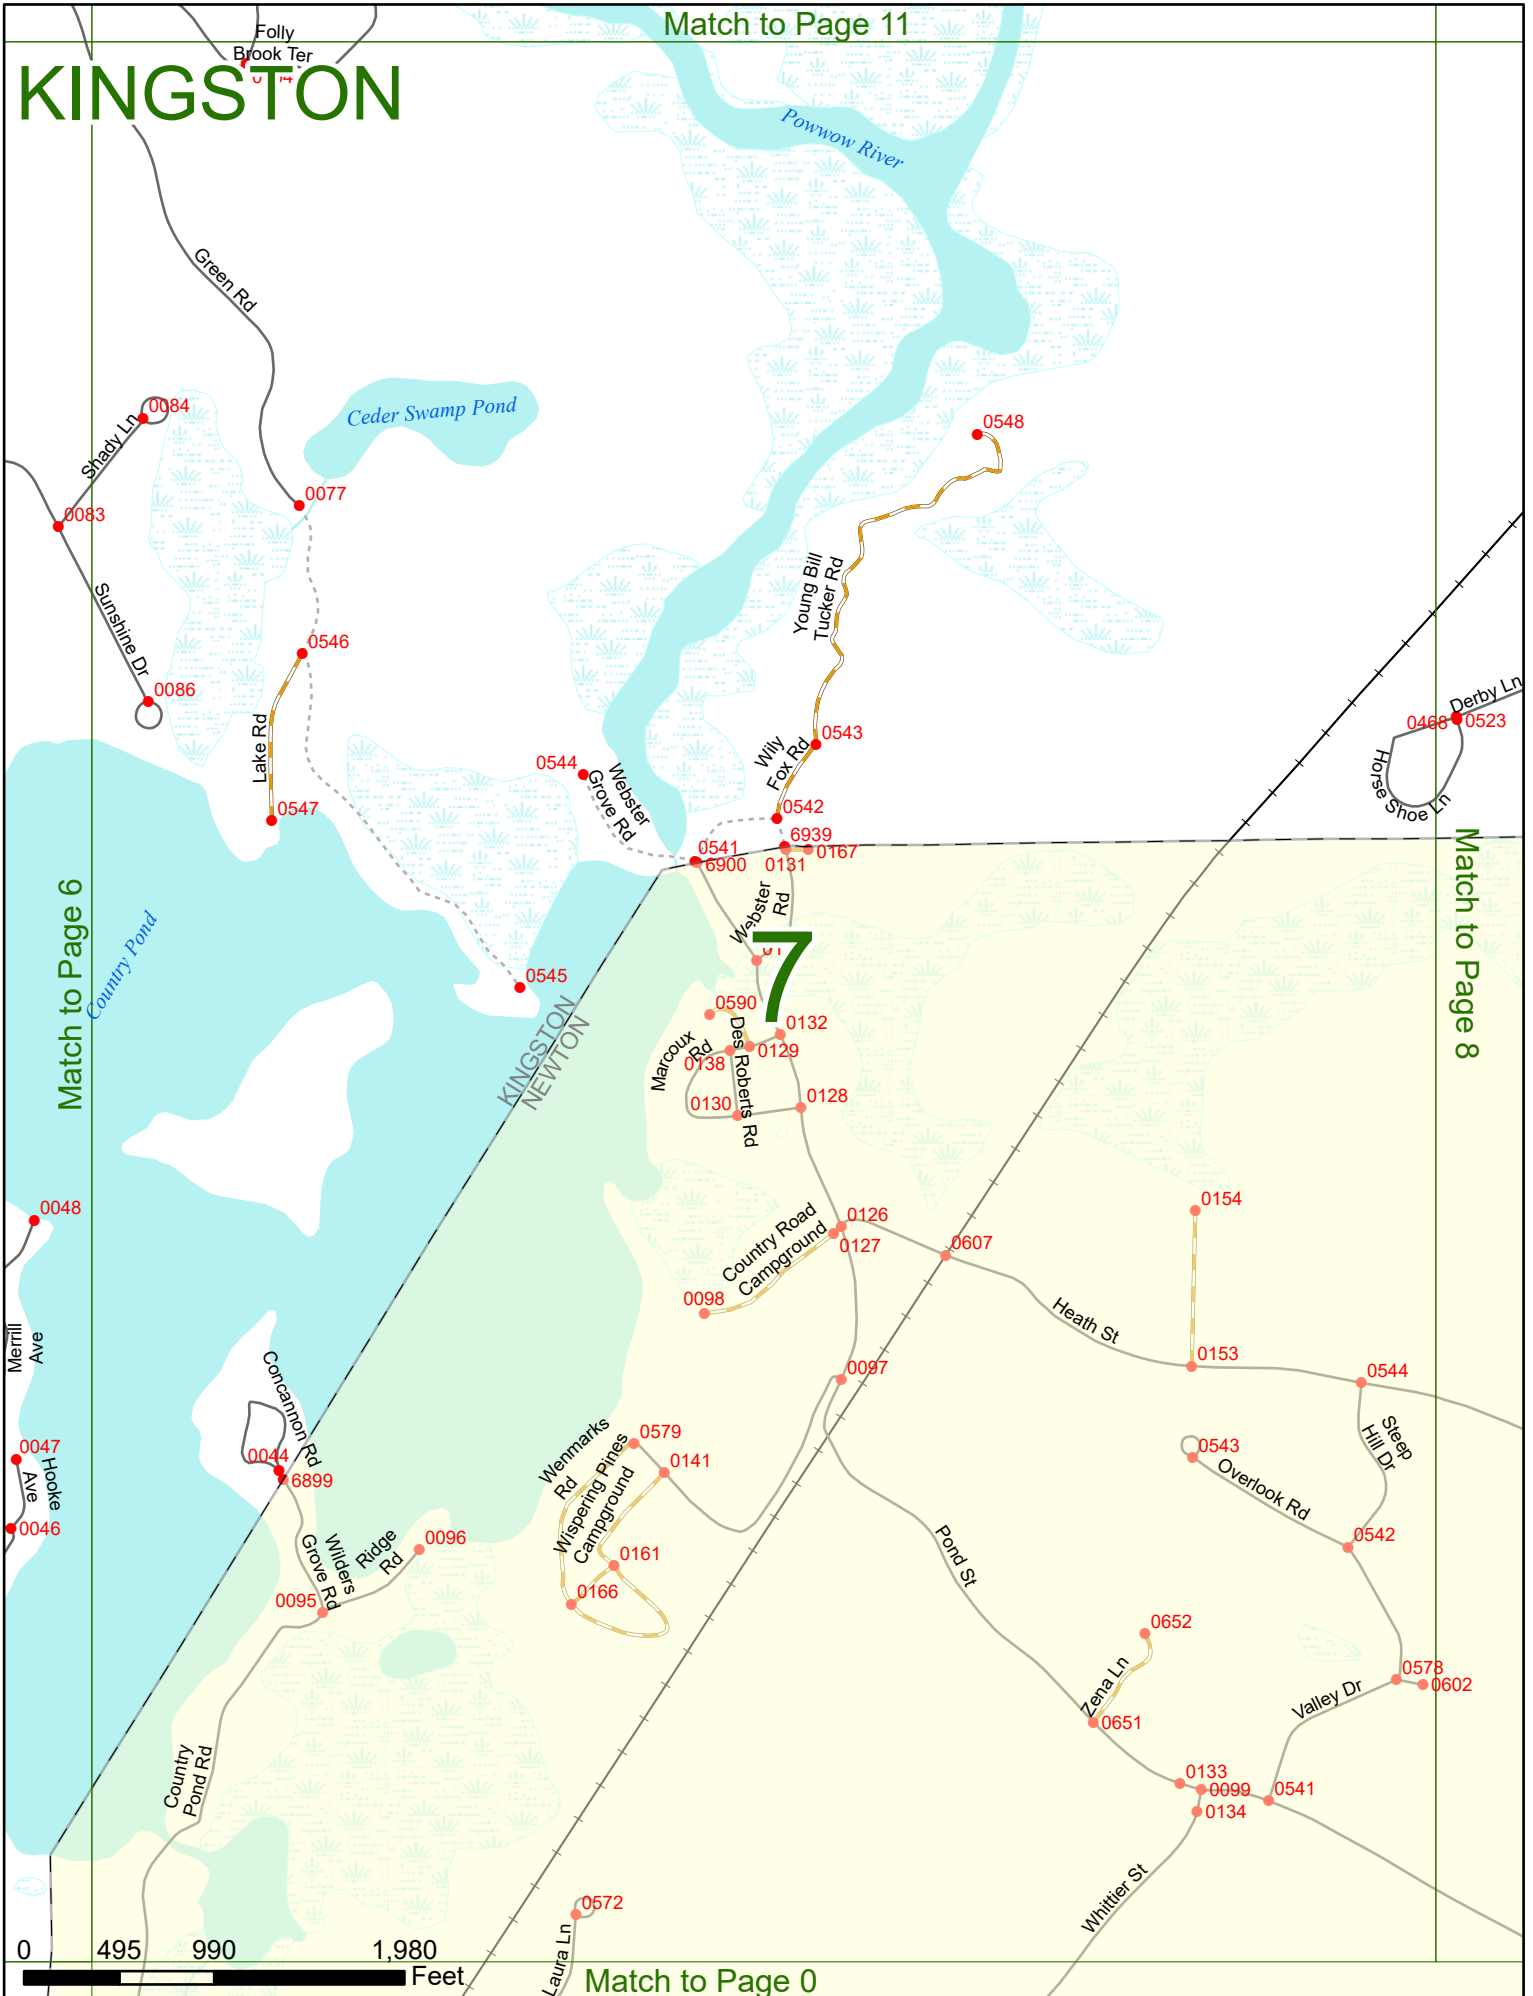 Match to Page 11
Folly
Brook Ter
KINGSTON
Powwow River
Green Rd
Ceder Swamp Pond
0084
Shady Ln
0548
0077
0083
Young Bill
Tucker Rd
Sunshine Dr
0546
0086
Derby Ln
0468
0523
Lake Rd
0543
Wily
Fox Rd
0544
Webster
Grove Rd
Horse Shoe Ln
0547
0542
6939
0541
6900
0131
0167
Match to Page 6
Match to Page 8
Country Pond
Webster
Rd
7
0545
KINGSTON
NEWTON
0590
Marcoux
Rd
Des Roberts Rd
0132
0129
0138
0130
0128
0048
0154
Country Road
Campground
0126
0127
0607
0098
Heath St
Merrill
Ave
0153
0544
Concannon Rd
0097
Steep
Hill Dr
Wenmarks
Rd
0579
Wispering Pines
Campground
0141
0047
Hooke
Ave
0044
6899
0543
Overlook Rd
0046
0542
Wilders
Grove Rd
Ridge
Rd
0096
Pond St
0161
0095
0166
0652
Zena Ln
0578
0602
Valley Dr
0651
Country
Pond Rd
0133
0099
0541
0134
Whittier St
0572
Laura Ln
0
495
990
1,980
Feet
Match to Page 0